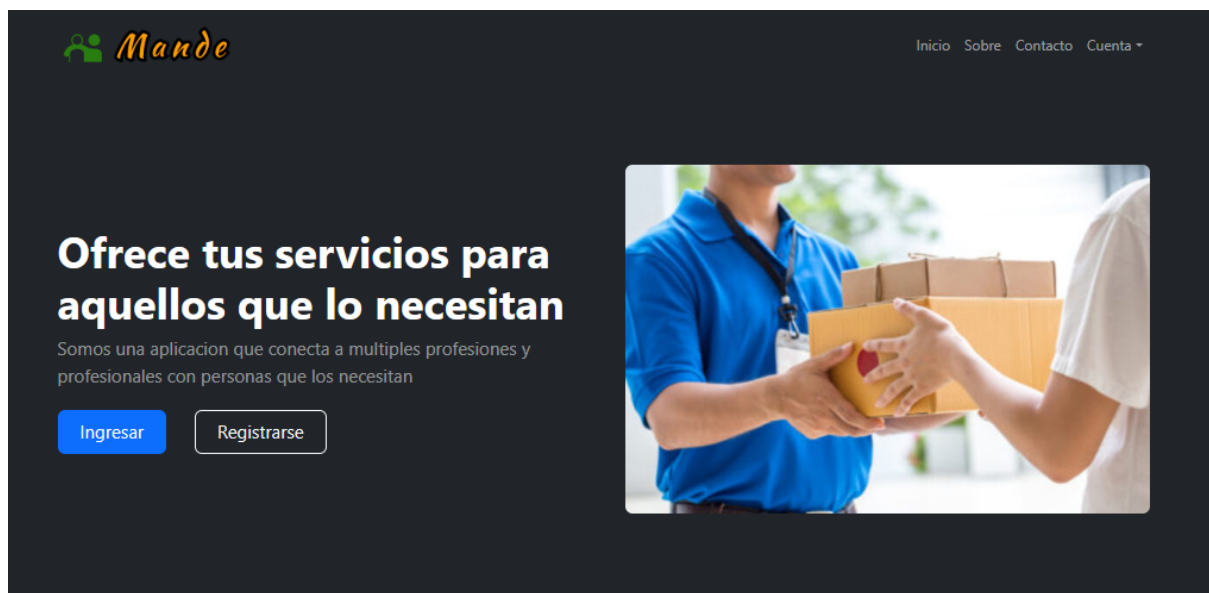 Mande
Inicio Sobre Contacto Cuenta
Ofrece tus servicios para
aquellos que lo necesitan
Somos una aplicacion que conecta a multiples profesiones y
profesionales con personas que los necesitan
Ingresar Registrarse